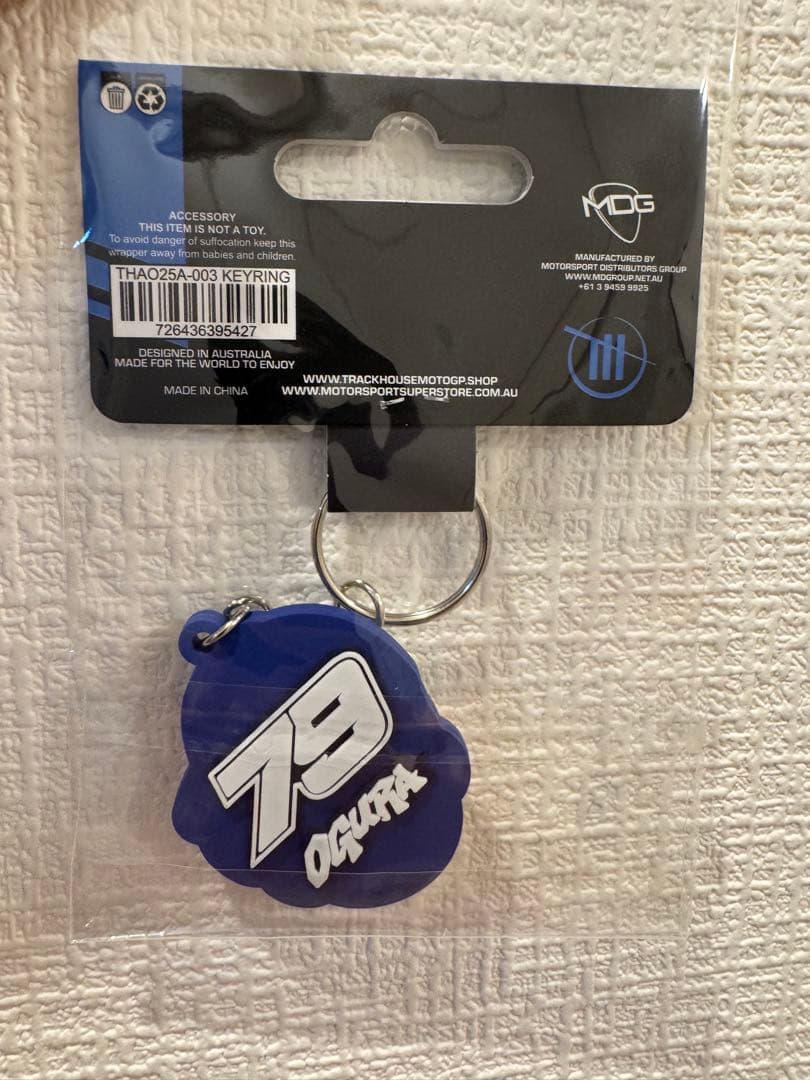 ACCESSORY
THIS ITEM IS NOT A TOY.
To avoid danger of suffocation keep this
wrapper away from babies and children.
THAO25A-003 KEYRING
726436395427
DESIGNED IN AUSTRALIA
MADE FOR THE WORLD TO ENJOY
MADE IN CHINA
WWW.TRACKHOUSEMOTOGP.SHOP
WWW.MOTORSPORTSUPERSTORE.COM.AU
MDG
MANUFACTURED BY
MOTORSPORT DISTRIBUTORS GROUP
WWW.MDGROUP.NET.AU
+61 3 9459 9925
79
OGURA